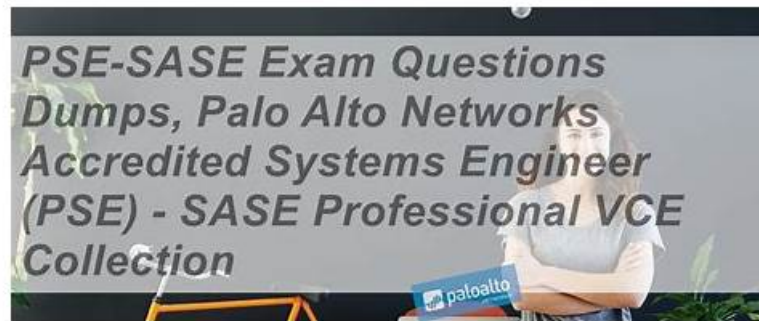 PSE-SASE Exam Questions
Dumps, Palo Alto Networks
Accredited Systems Engineer
(PSE) - SASE Professional VCE
Collection
paloalto